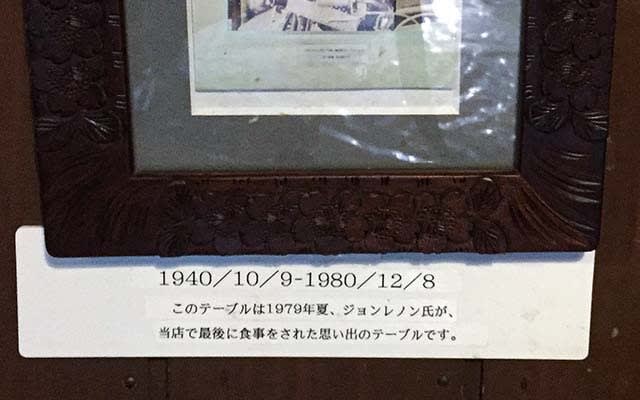 1940/10/9-1980/12/8
このテーブルは1979年夏、ジョンレノン氏が、
当店で最後に食事をされた思い出のテーブルです。